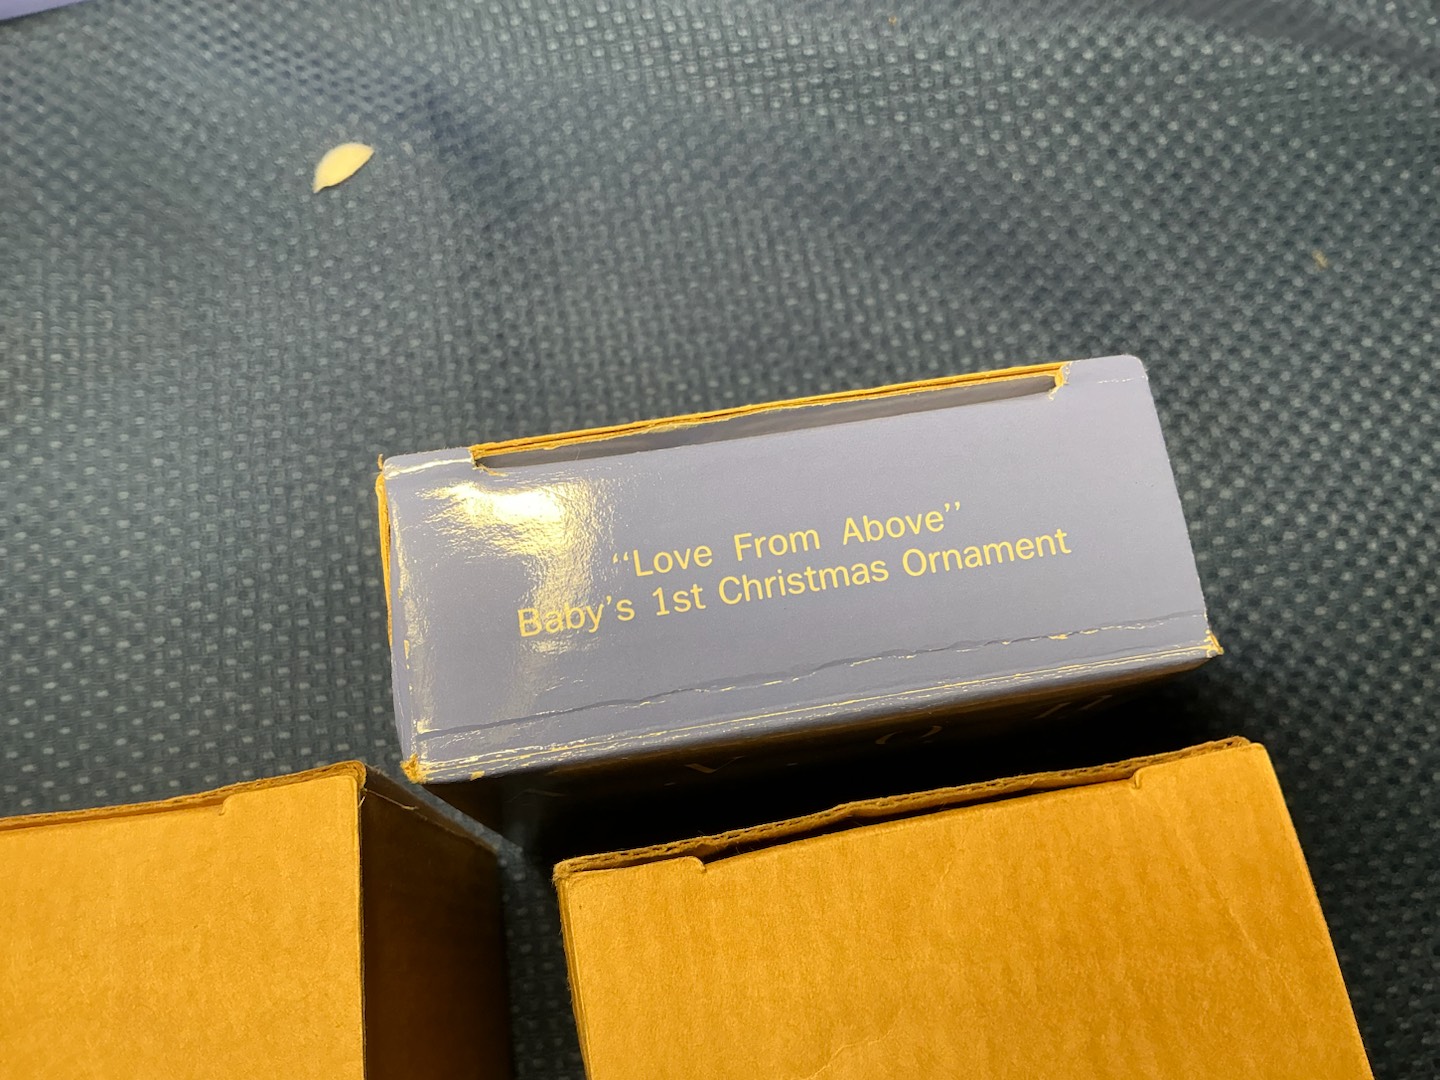 “Love From Above”
Baby’s 1st Christmas Ornament